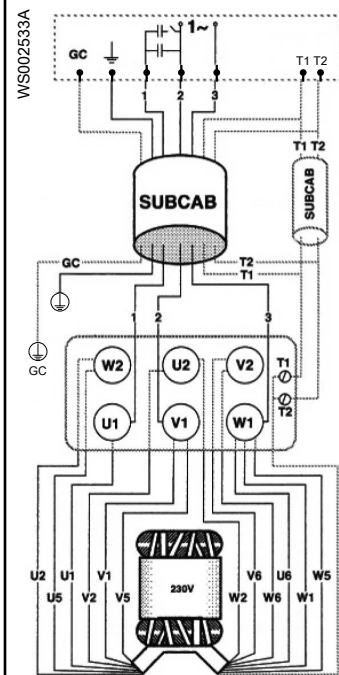 WS002533A
1~
GC
T1 T2
1 2 3
T1 T2
SUBCAB
SUBCAB
GC
T2
T1
1 2 3
GC
W2 U2 V2 T1
U1 V1 W1 T2
230V
U2 U1 V1 V6 U6 W5
U5 V2 V5 W2 W6 W1